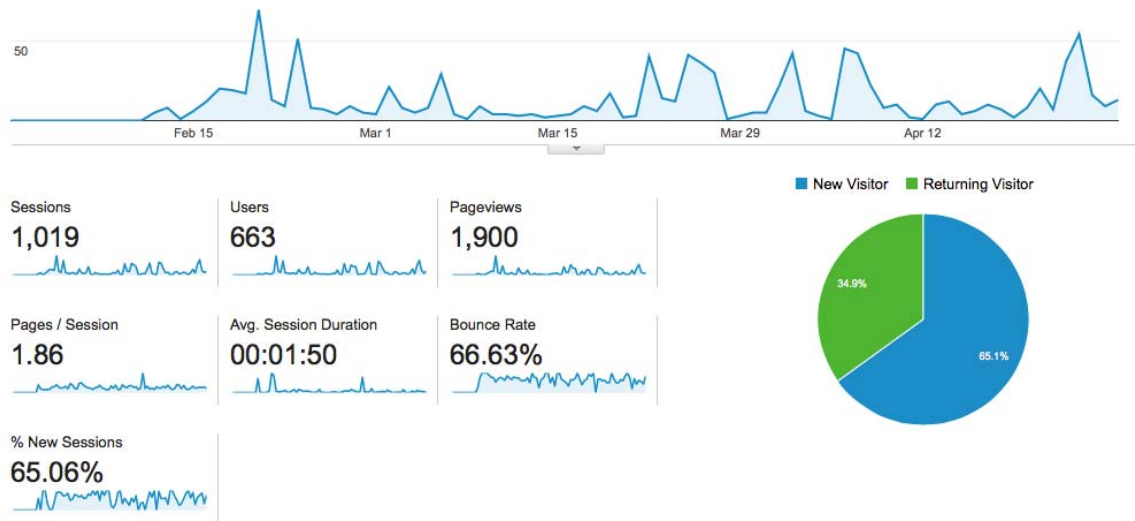 50
Feb 15 Mar 1 Mar 15 Mar 29 Apr 12
New Visitor Returning Visitor
Sessions Users Pageviews
1,019 663 1,900
34.9%
Pages / Session Avg. Session Duration Bounce Rate
1.86 00:01:50 66.63%
65.1%
% New Sessions
65.06%